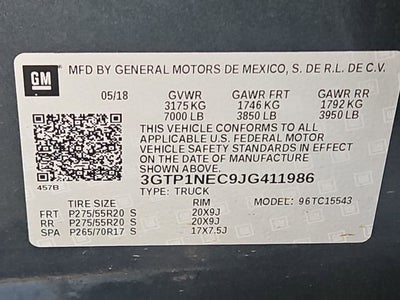 GM MFD BY GENERAL MOTORS DE MEXICO, S. DE R.L. DE C.V.
05/18 GVWR GAWR FRT GAWR RR
3175 KG 1746 KG 1792 KG
7000 LB 3850 LB 3950 LB
THIS VEHICLE CONFORMS TO ALL
APPLICABLE U.S. FEDERAL MOTOR
VEHICLE SAFETY STANDARDS IN EFFECT
ON THE DATE OF MANUFACTURE
SHOWN ABOVE.
3GTP1NEC9JG411986
457B TYPE: TRUCK
TIRE SIZE RIM MODEL: 96TC15543
FRT P275/55R20 S 20X9J
RR P275/55R20 S 20X9J
SPA P265/70R17 S 17X7.5J